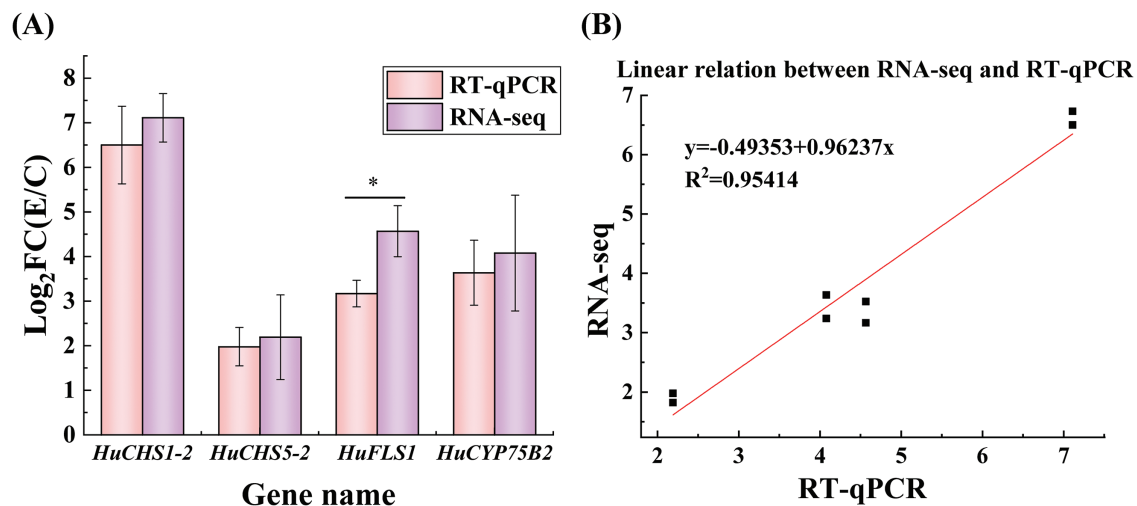 (A)
Log₂FC(E/C)
8
7
6
5
4
3
2
1
0
RT-qPCR
RNA-seq
*
HuCHS1-2 HuCHS5-2 HuFLS1 HuCYP75B2
Gene name
(B)
Linear relation between RNA-seq and RT-qPCR
y=-0.49353+0.96237x
R²=0.95414
RNA-seq
7
6
5
4
3
2
2 3 4 5 6 7
RT-qPCR